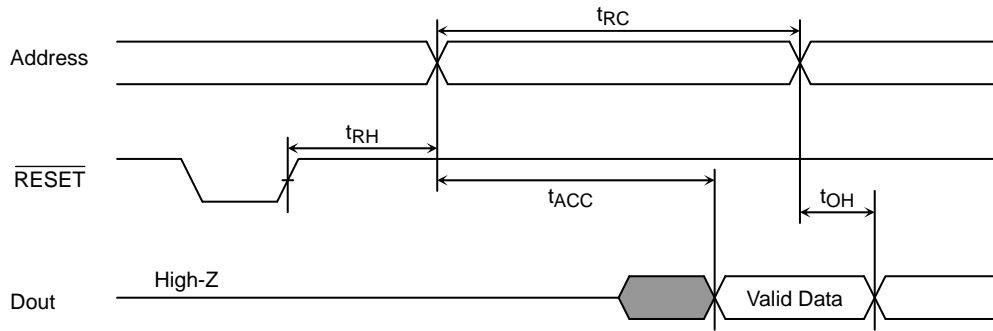 tRC
Address
tRH
RESET
tACC
tOH
High-Z
Dout
Valid Data